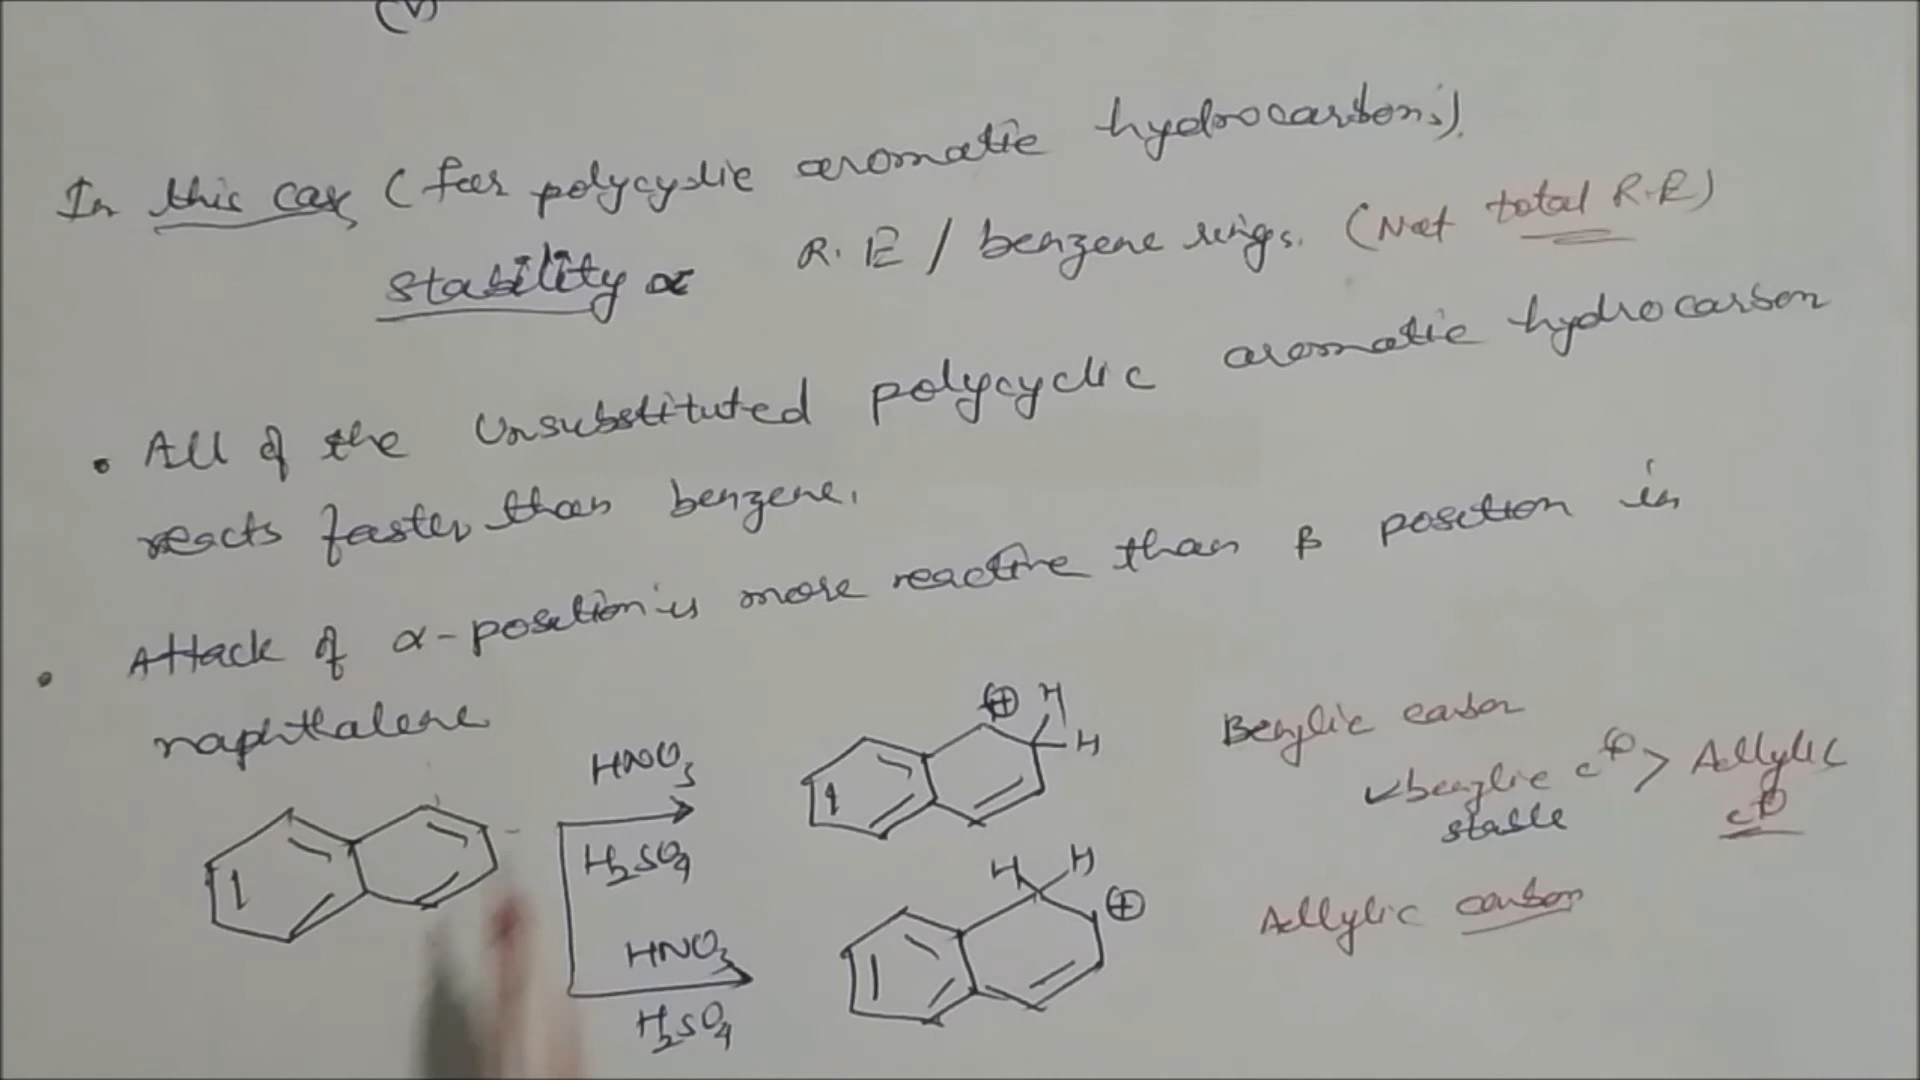 (V)
In this case (for polycyclic aromatic hydrocarbons).
stability ∝ R.E / benzene rings. (Not total R.E)
• All of the Unsubstituted polycyclic aromatic hydrocarbon
reacts faster than benzene.
• Attack of α-position is more reactive than β position in
naphthalene
HNO3
H2SO4
⊕ H
H
Benzylic carbon
benzylic C⊕ > Allylic
stable C⊕
HNO3
H2SO4
H H
⊕
Allylic carbon